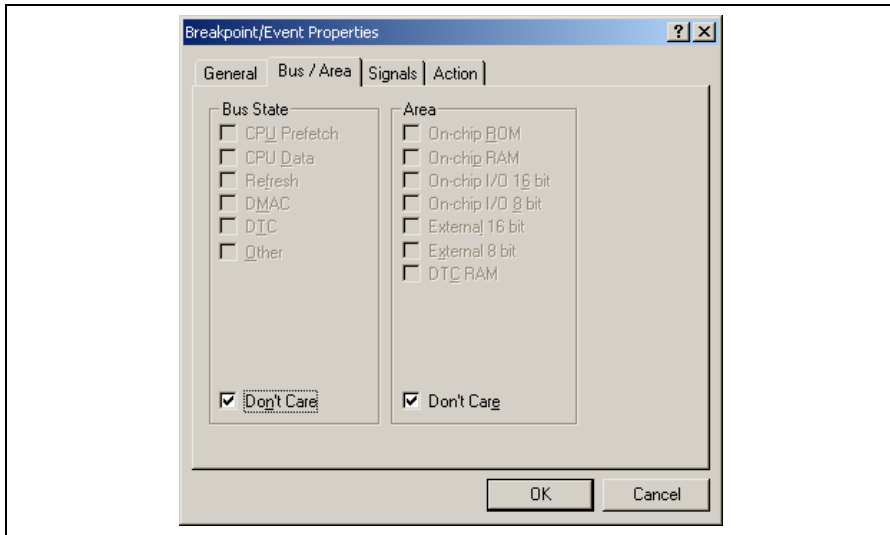 Breakpoint/Event Properties
General Bus / Area Signals Action
Bus State
CPU Prefetch
CPU Data
Refresh
DMAC
DTC
Other
Don't Care
Area
On-chip ROM
On-chip RAM
On-chip I/O 16 bit
On-chip I/O 8 bit
External 16 bit
External 8 bit
DTC RAM
Don't Care
OK Cancel